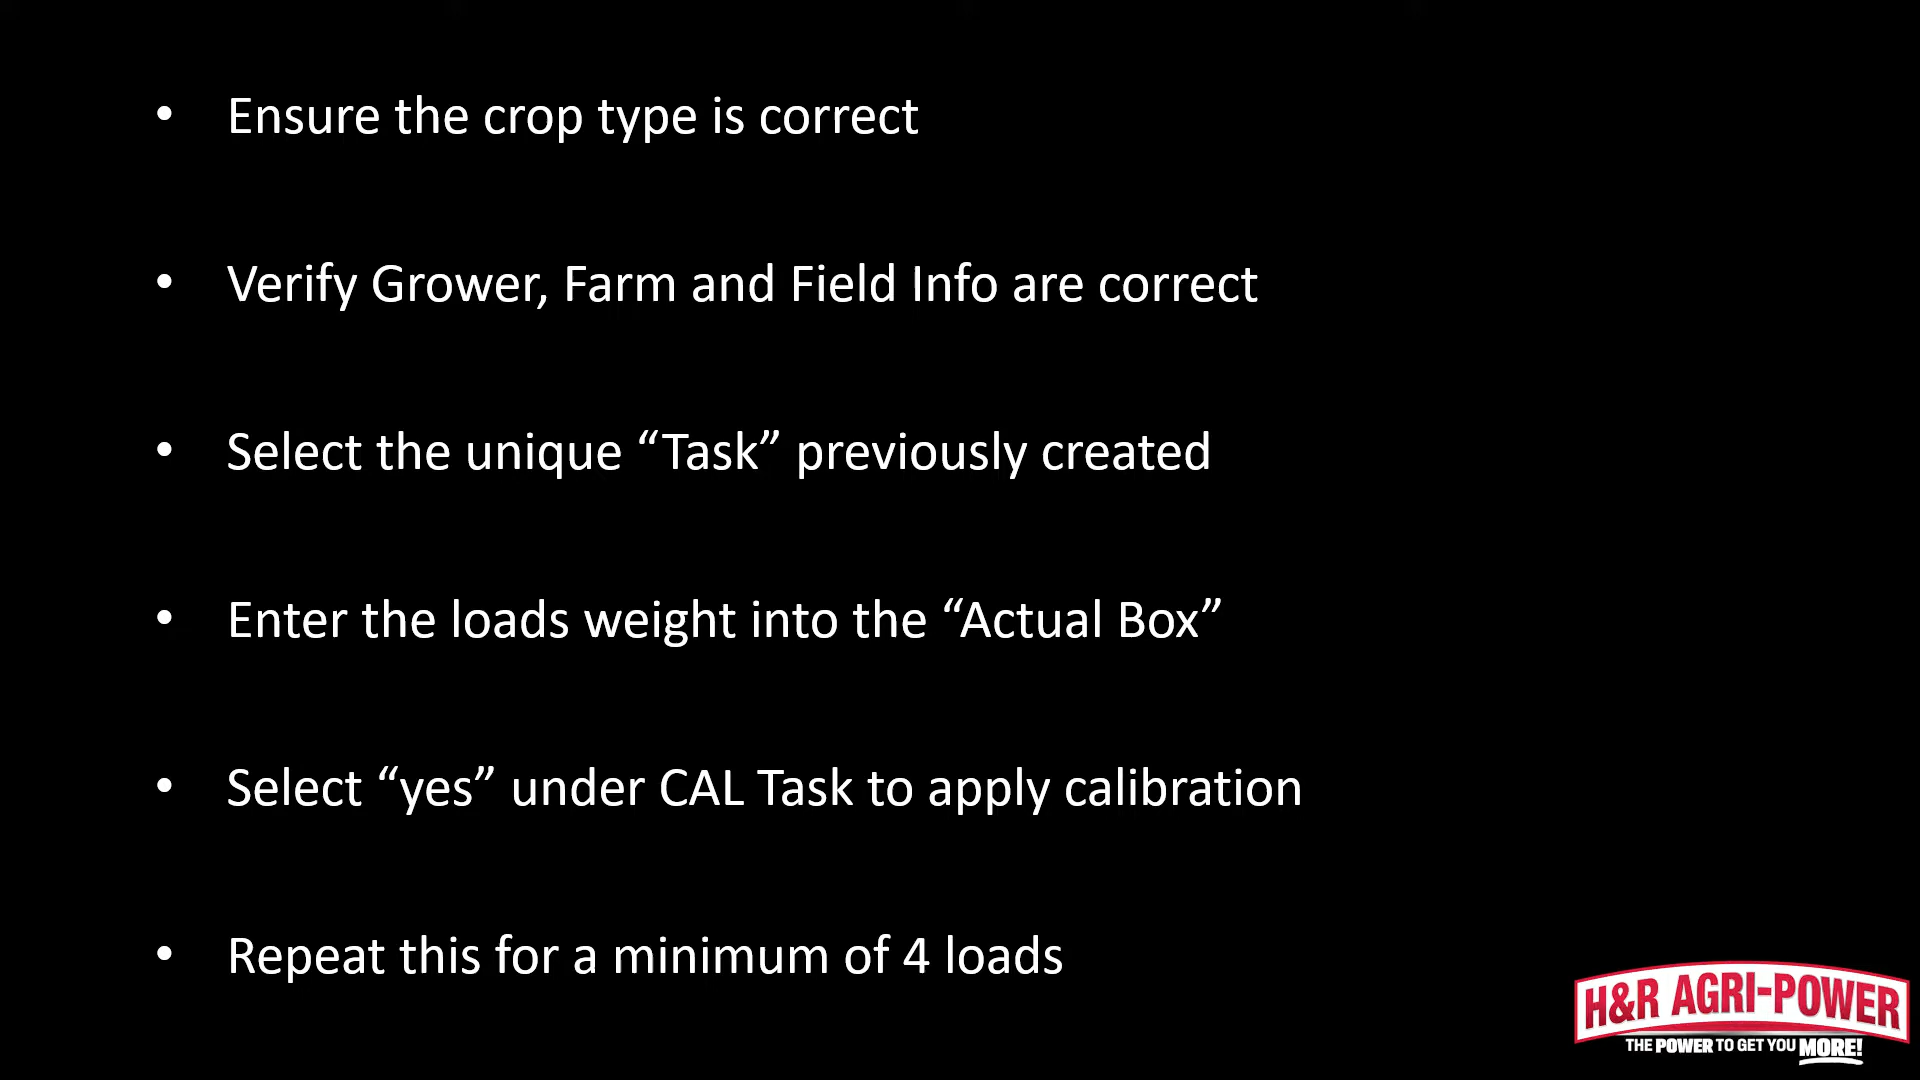 • Ensure the crop type is correct
• Verify Grower, Farm and Field Info are correct
• Select the unique “Task” previously created
• Enter the loads weight into the “Actual Box”
• Select “yes” under CAL Task to apply calibration
• Repeat this for a minimum of 4 loads
H&R AGRI-POWER
THE POWER TO GET YOU MORE!